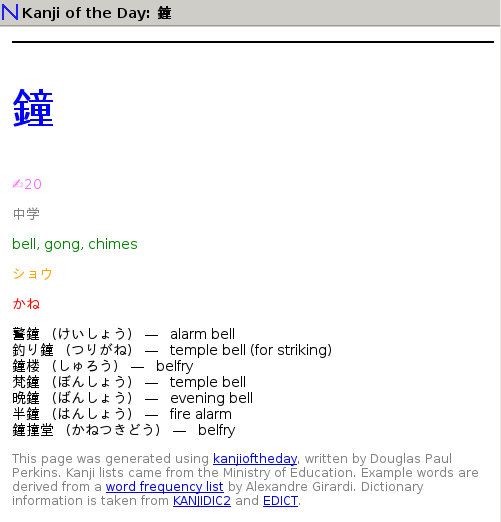 Kanji of the Day: 鐘
鐘
✍20
中学
bell, gong, chimes
ショウ
かね
警鐘 （けいしょう） — alarm bell
釣り鐘 （つりがね） — temple bell (for striking)
鐘楼 （しゅろう） — belfry
梵鐘 （ぼんしょう） — temple bell
晩鐘 （ばんしょう） — evening bell
半鐘 （はんしょう） — fire alarm
鐘撞堂 （かねつきどう） — belfry
This page was generated using kanjioftheday, written by Douglas Paul
Perkins. Kanji lists came from the Ministry of Education. Example words are
derived from a word frequency list by Alexandre Girardi. Dictionary
information is taken from KANJIDIC2 and EDICT.